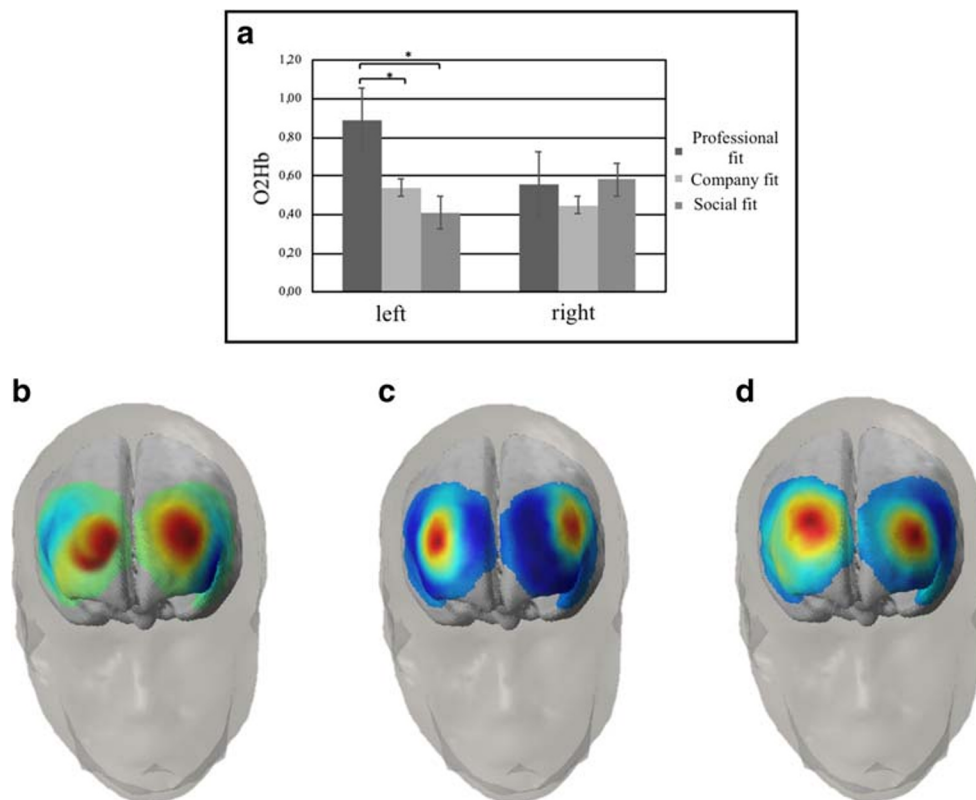 a
1,20
1,00
0,80
0,60
0,40
0,20
0,00
O2Hb
*
*
left
right
Professional
fit
Company fit
Social fit
b
c
d